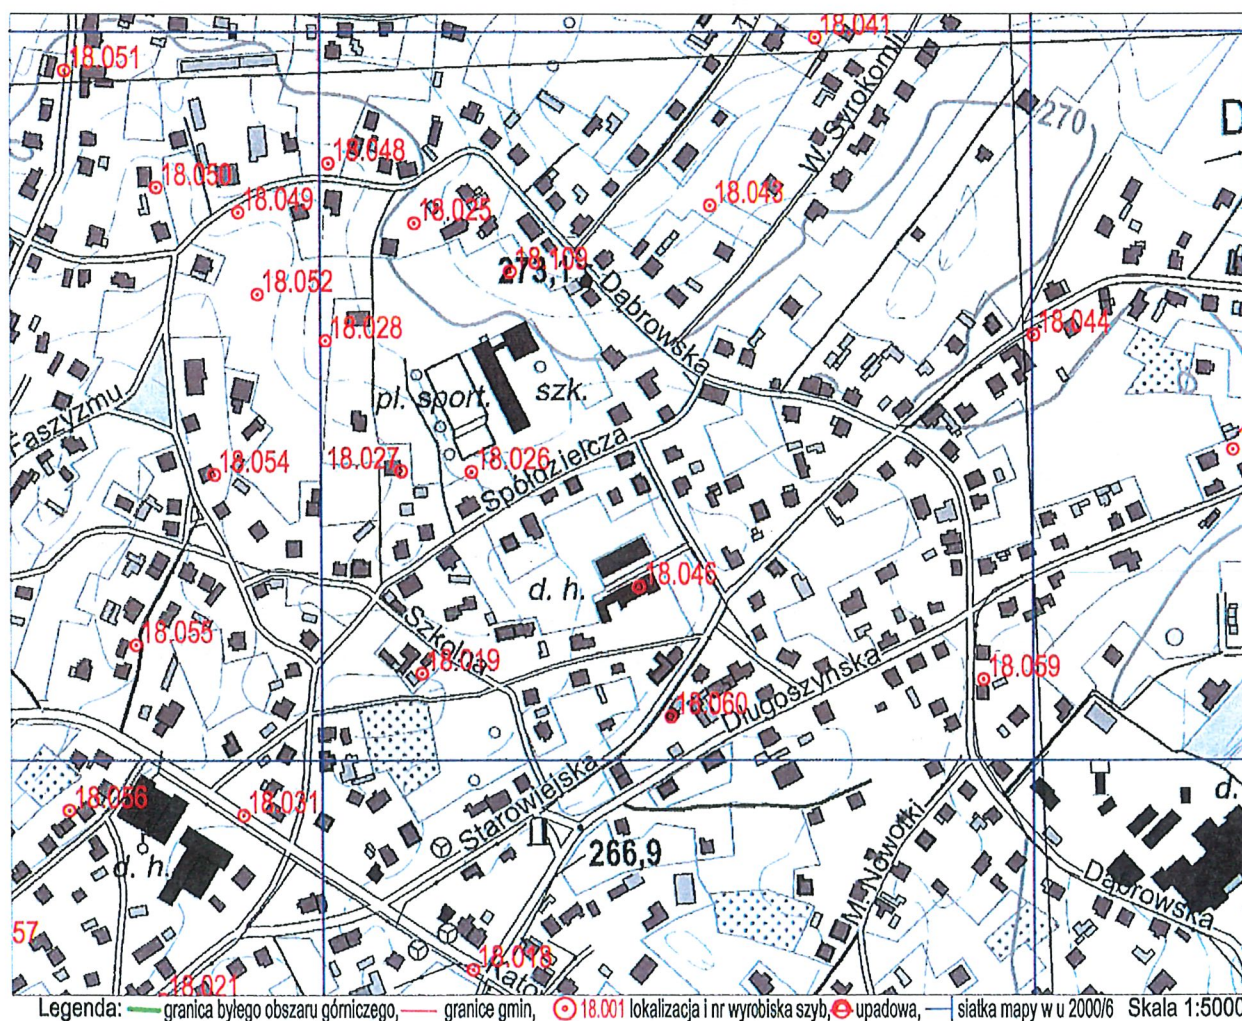 18.041
18.051
W. Syrokomli
270
D
18.048
18.050
18.049
18.043
18.025
18.109
273,1
18.052
Dąbrowska
18.028
18.044
pl. sport.
szk.
Faszyzmu
18.054
18.027
18.026
Spółdzielcza
18.046
d. h.
Szkolna
18.055
18.019
18.059
18.060
Długoszyńska
18.056
18.031
Starowiejska
d.
266,9
d. h.
M. Nowotki
Dąbrowska
57
18.018
18.021
Kato
Legenda: granica byłego obszaru górniczego, granice gmin, 18.001 lokalizacja i nr wyrobiska szyb, upadowa, siatka mapy w u 2000/6 Skala 1:5000